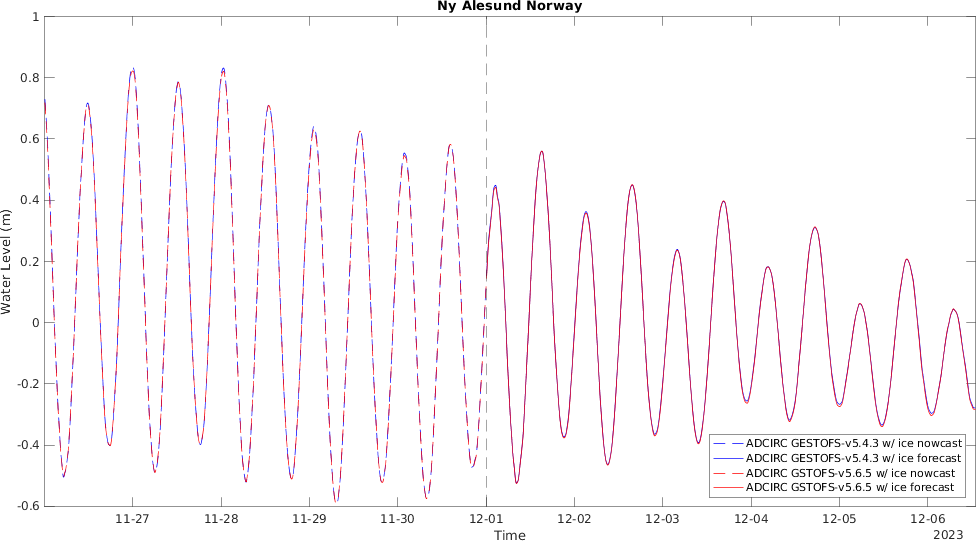 Ny Alesund Norway
1
0.8
0.6
0.4
0.2
0
-0.2
-0.4
-0.6
Water Level (m)
ADCIRC GESTOFS-v5.4.3 w/ ice nowcast
ADCIRC GESTOFS-v5.4.3 w/ ice forecast
ADCIRC GSTOFS-v5.6.5 w/ ice nowcast
ADCIRC GSTOFS-v5.6.5 w/ ice forecast
11-27 11-28 11-29 11-30 12-01 12-02 12-03 12-04 12-05 12-06
Time
2023